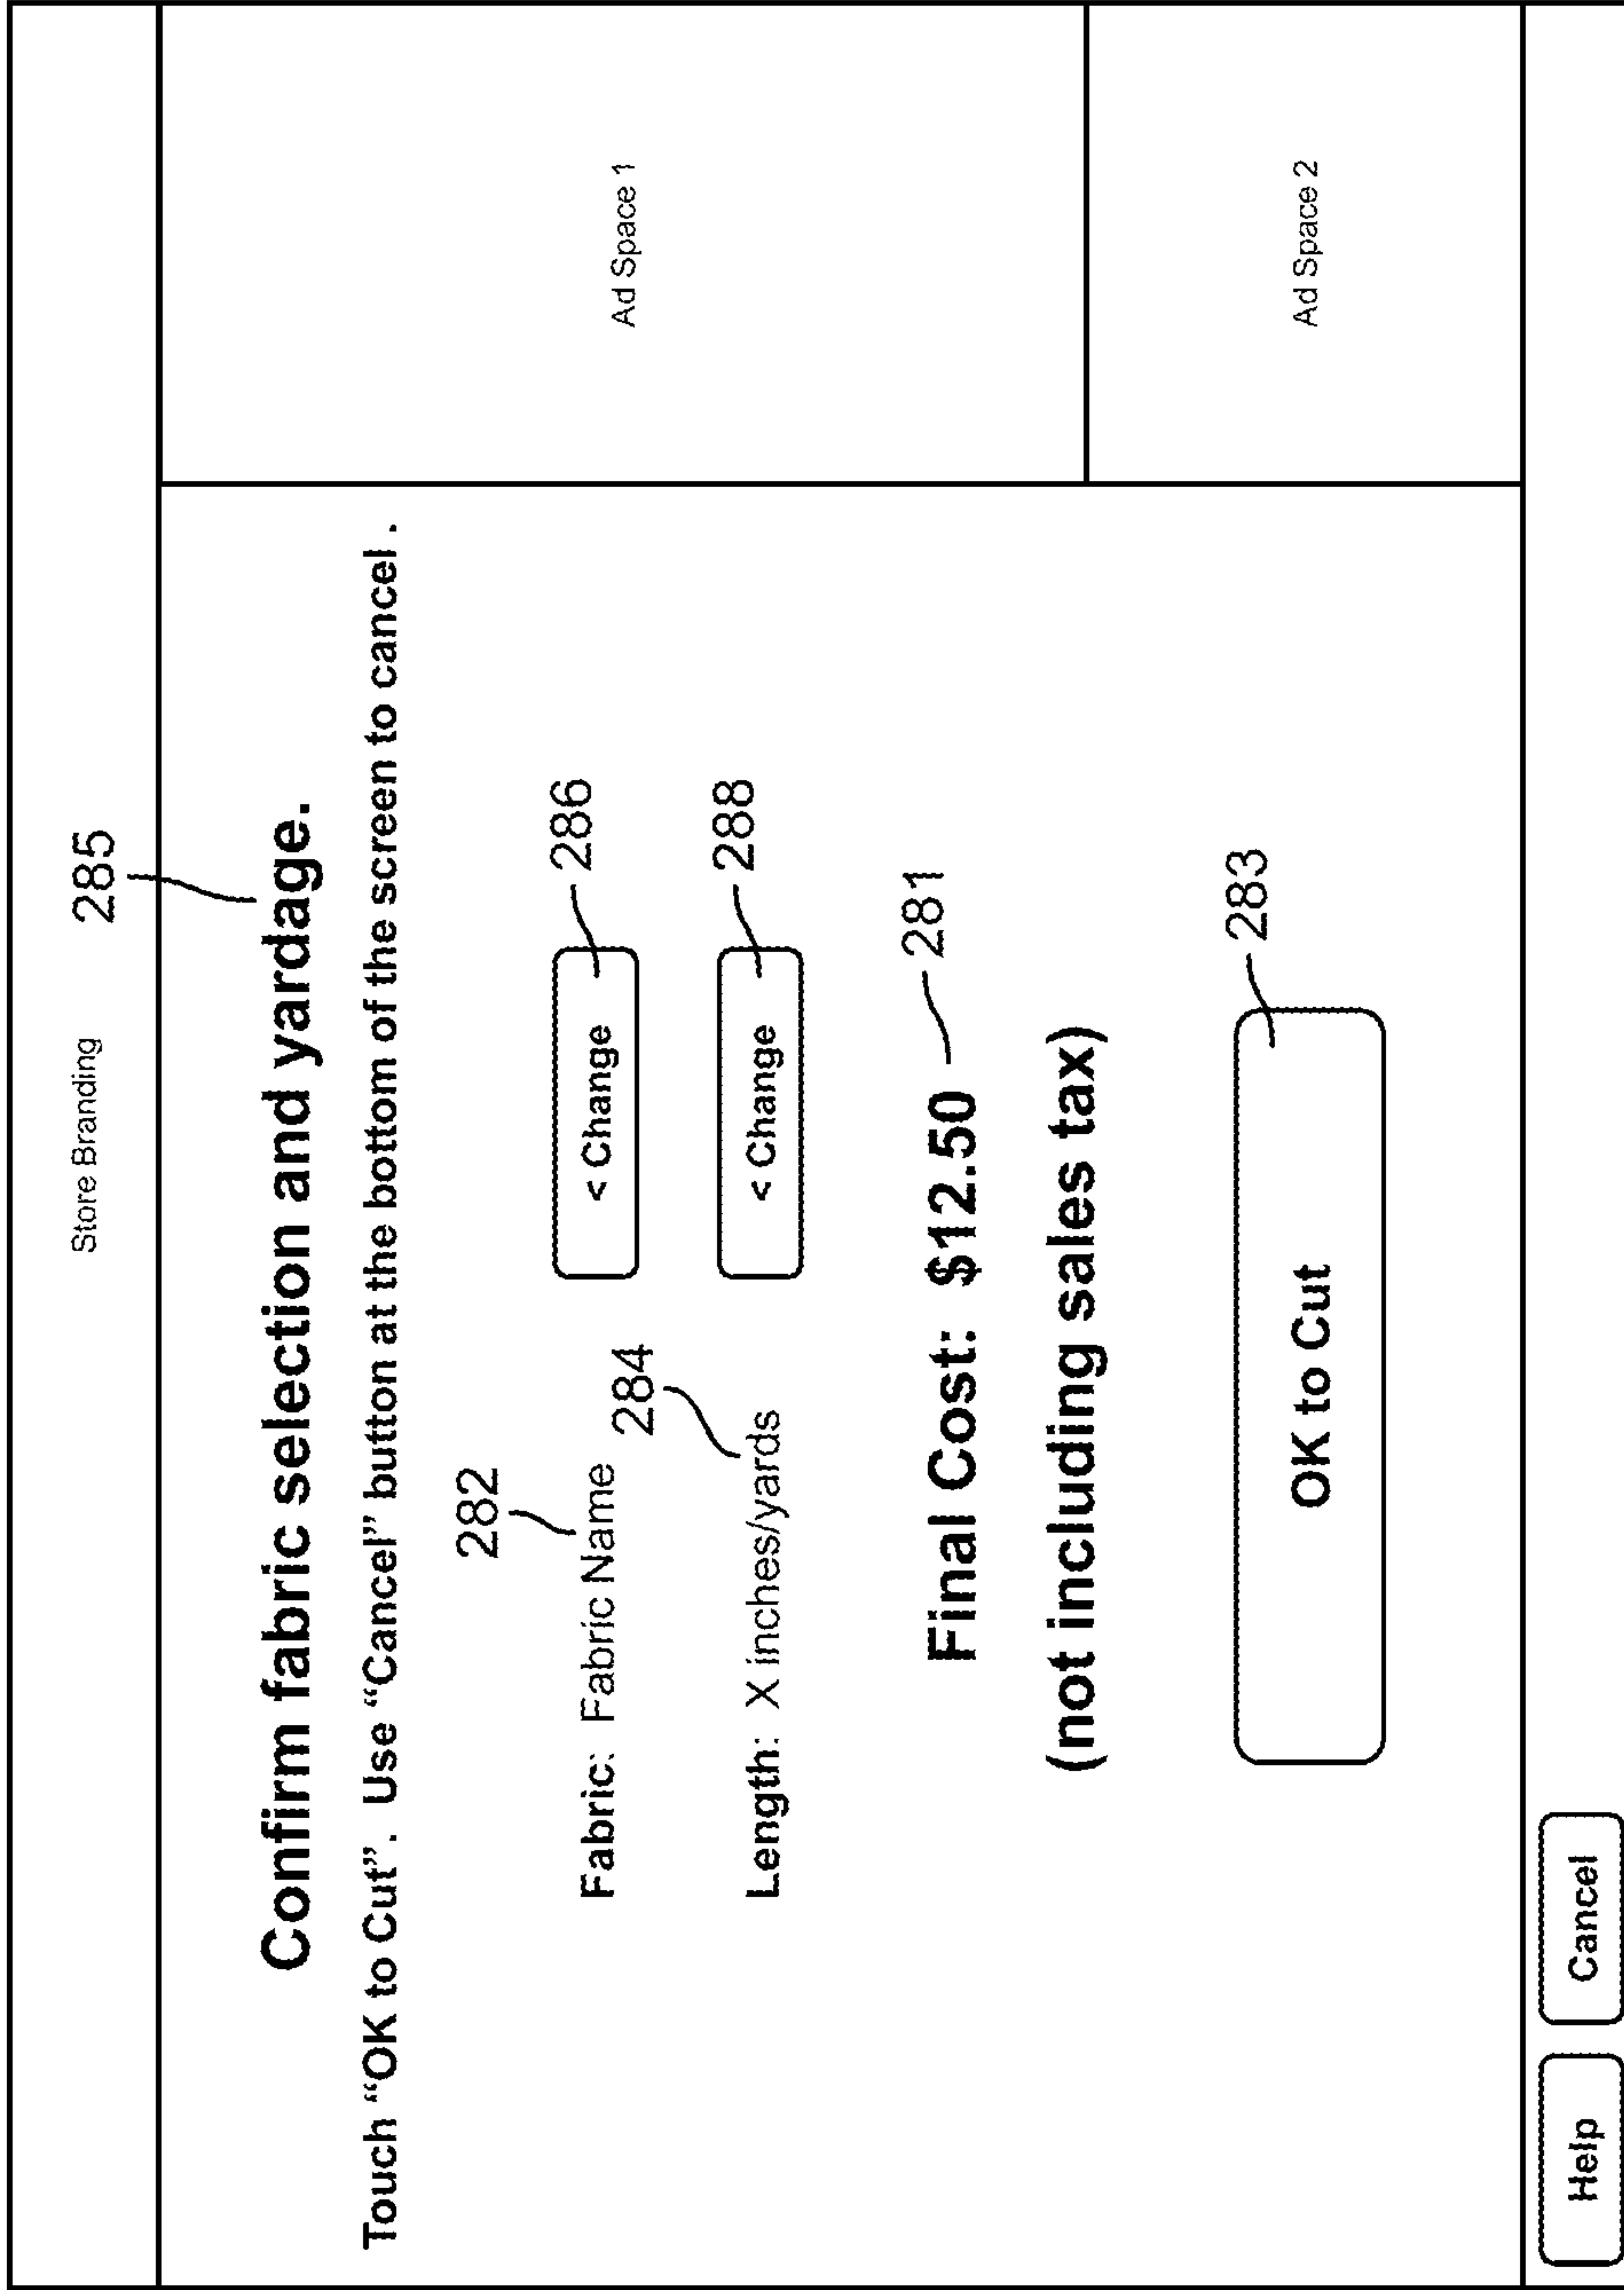 Store Branding
285
Confirm fabric selection and yardage.
Touch “OK to Cut”. Use “Cancel” button at the bottom of the screen to cancel.
282
Fabric: Fabric Name
< Change
286
284
Length: X inches/yards
< Change
288
Final Cost: $12.50
281
(not including sales tax)
OK to Cut
283
Ad Space 1
Ad Space 2
Help
Cancel